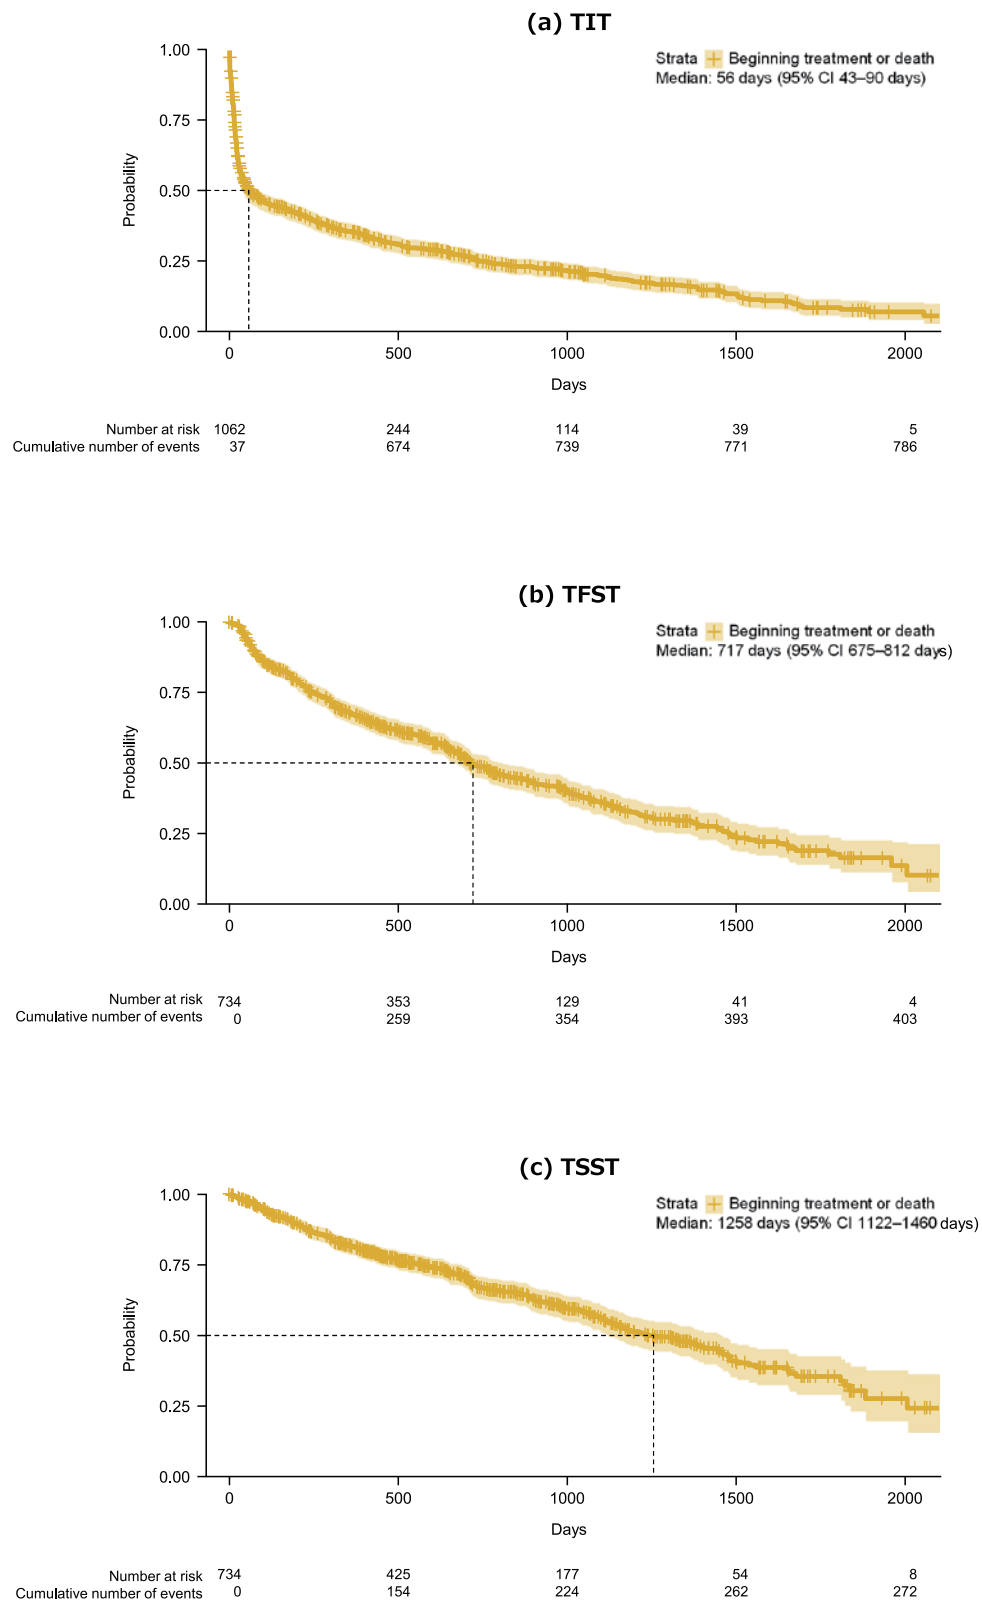 (a) TIT
Strata Beginning treatment or death
Median: 56 days (95% CI 43–90 days)
1.00
0.75
0.50
0.25
0.00
Probability
0 500 1000 1500 2000
Days
Number at risk 1062 244 114 39 5
Cumulative number of events 37 674 739 771 786
(b) TFST
Strata Beginning treatment or death
Median: 717 days (95% CI 675–812 days)
1.00
0.75
0.50
0.25
0.00
Probability
0 500 1000 1500 2000
Days
Number at risk 734 353 129 41 4
Cumulative number of events 0 259 354 393 403
(c) TSST
Strata Beginning treatment or death
Median: 1258 days (95% CI 1122–1460 days)
1.00
0.75
0.50
0.25
0.00
Probability
0 500 1000 1500 2000
Days
Number at risk 734 425 177 54 8
Cumulative number of events 0 154 224 262 272